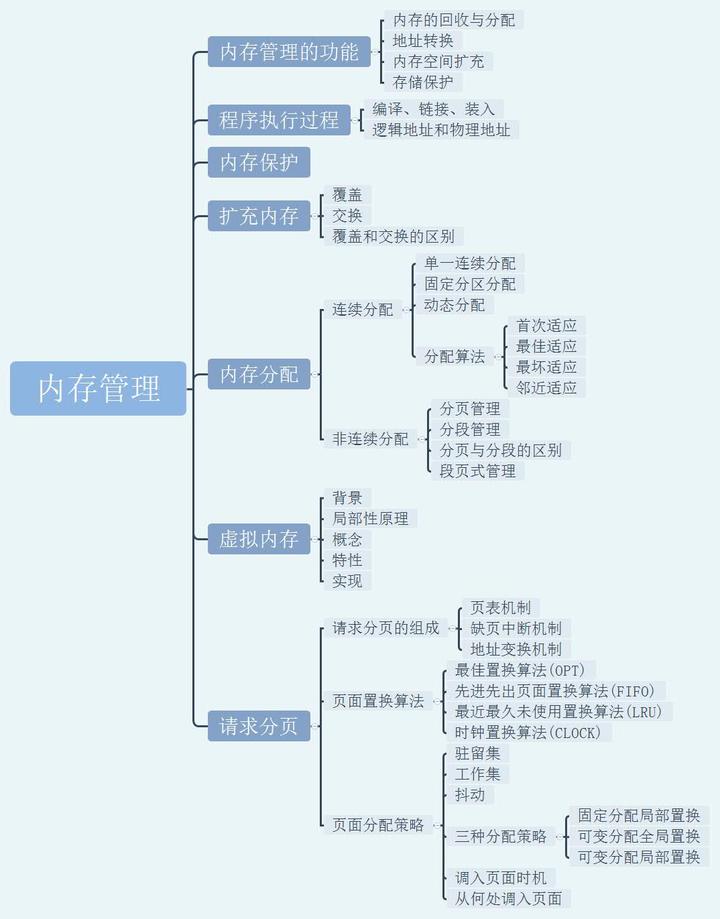 内存管理
内存管理的功能
内存的回收与分配
地址转换
内存空间扩充
存储保护
程序执行过程
编译、链接、装入
逻辑地址和物理地址
内存保护
扩充内存
覆盖
交换
覆盖和交换的区别
内存分配
连续分配
单一连续分配
固定分区分配
动态分配
分配算法
首次适应
最佳适应
最坏适应
邻近适应
非连续分配
分页管理
分段管理
分页与分段的区别
段页式管理
虚拟内存
背景
局部性原理
概念
特性
实现
请求分页
请求分页的组成
页表机制
缺页中断机制
地址变换机制
页面置换算法
最佳置换算法(OPT)
先进先出页面置换算法(FIFO)
最近最久未使用置换算法(LRU)
时钟置换算法(CLOCK)
页面分配策略
驻留集
工作集
抖动
三种分配策略
固定分配局部置换
可变分配全局置换
可变分配局部置换
调入页面时机
从何处调入页面